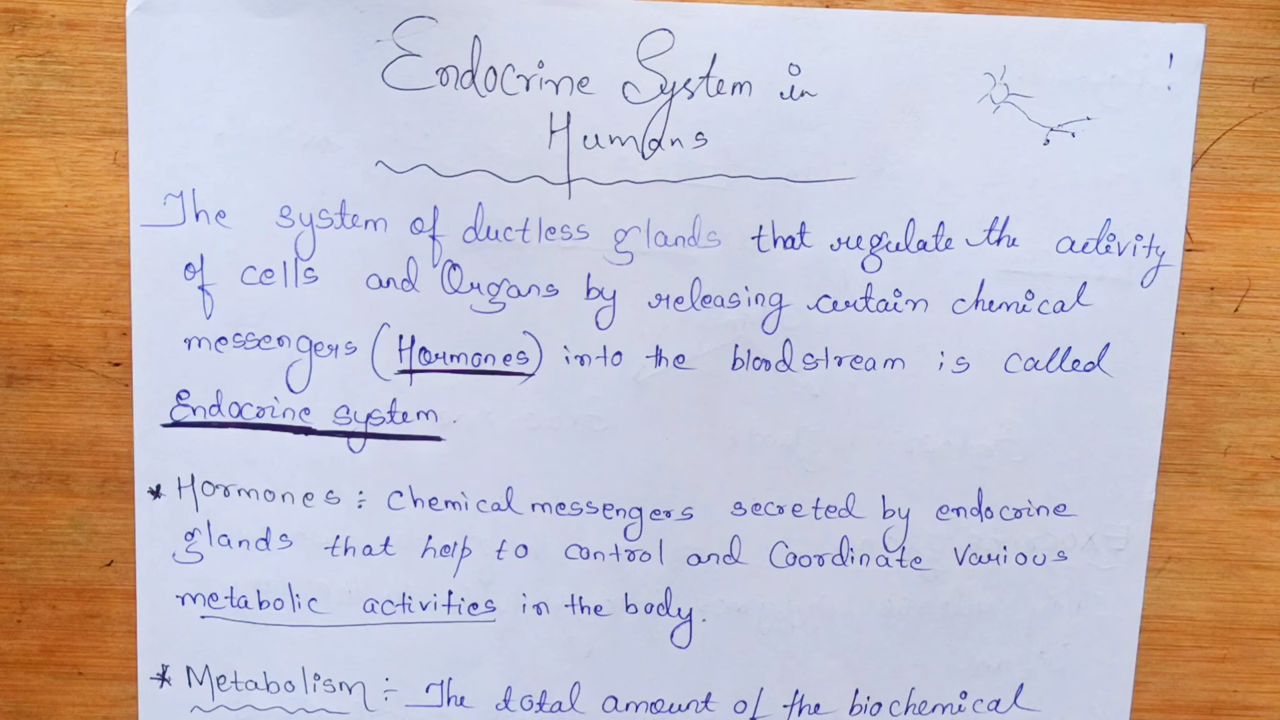 Endocrine System in
Humans
The system of ductless glands that regulate the activity
of cells and Organs by releasing certain chemical
messengers (Hormones) into the bloodstream is called
Endocrine system.
* Hormones : Chemical messengers secreted by endocrine
glands that help to control and Coordinate Various
metabolic activities in the body.
* Metabolism :- The total amount of the biochemical